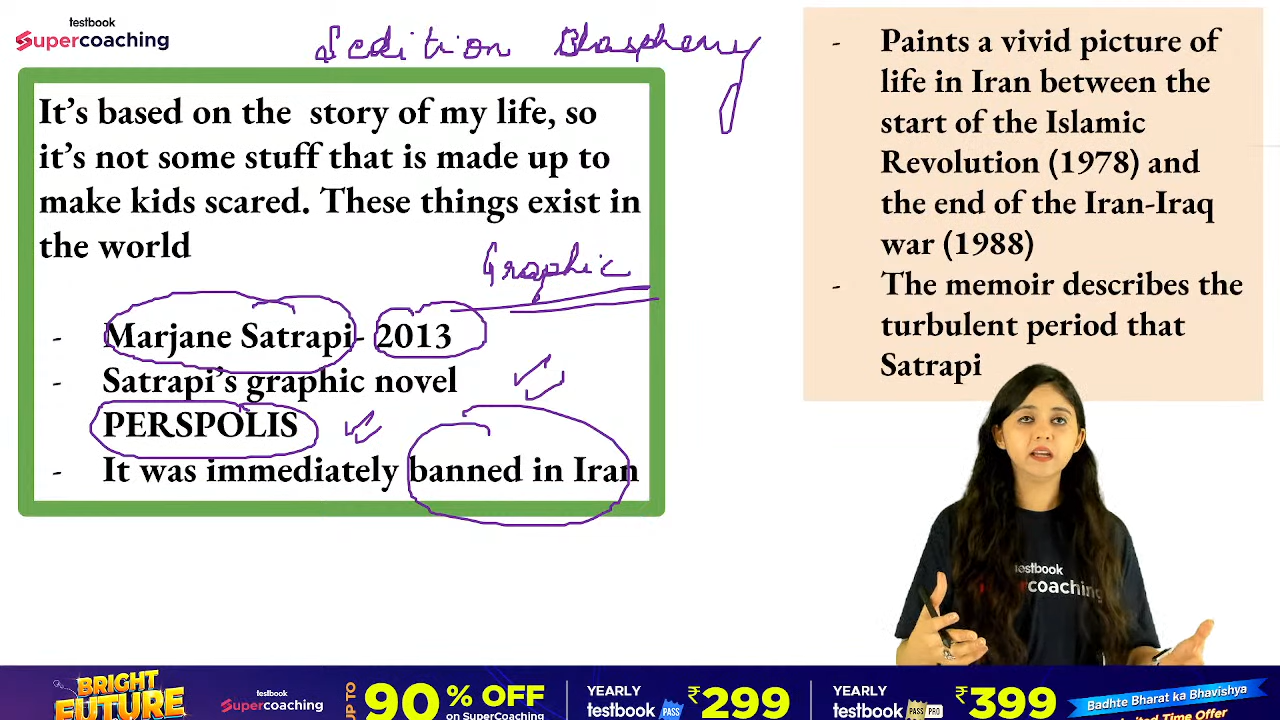 testbook
Supercoaching
Sedition Blasphemy
It's based on the story of my life, so
it's not some stuff that is made up to
make kids scared. These things exist in
the world
Graphic
- Marjane Satrapi- 2013
- Satrapi's graphic novel
PERSPOLIS
- It was immediately banned in Iran
- Paints a vivid picture of
life in Iran between the
start of the Islamic
Revolution (1978) and
the end of the Iran-Iraq
war (1988)
- The memoir describes the
turbulent period that
Satrapi
testbook
Supercoaching
BRIGHT
FUTURE
testbook
Supercoaching
UPTO
90% OFF
on SuperCoaching
YEARLY
testbook PASS
₹299
YEARLY
testbook PASS PRO
₹399
Badhte Bharat ka Bhavishya
Limited Time Offer